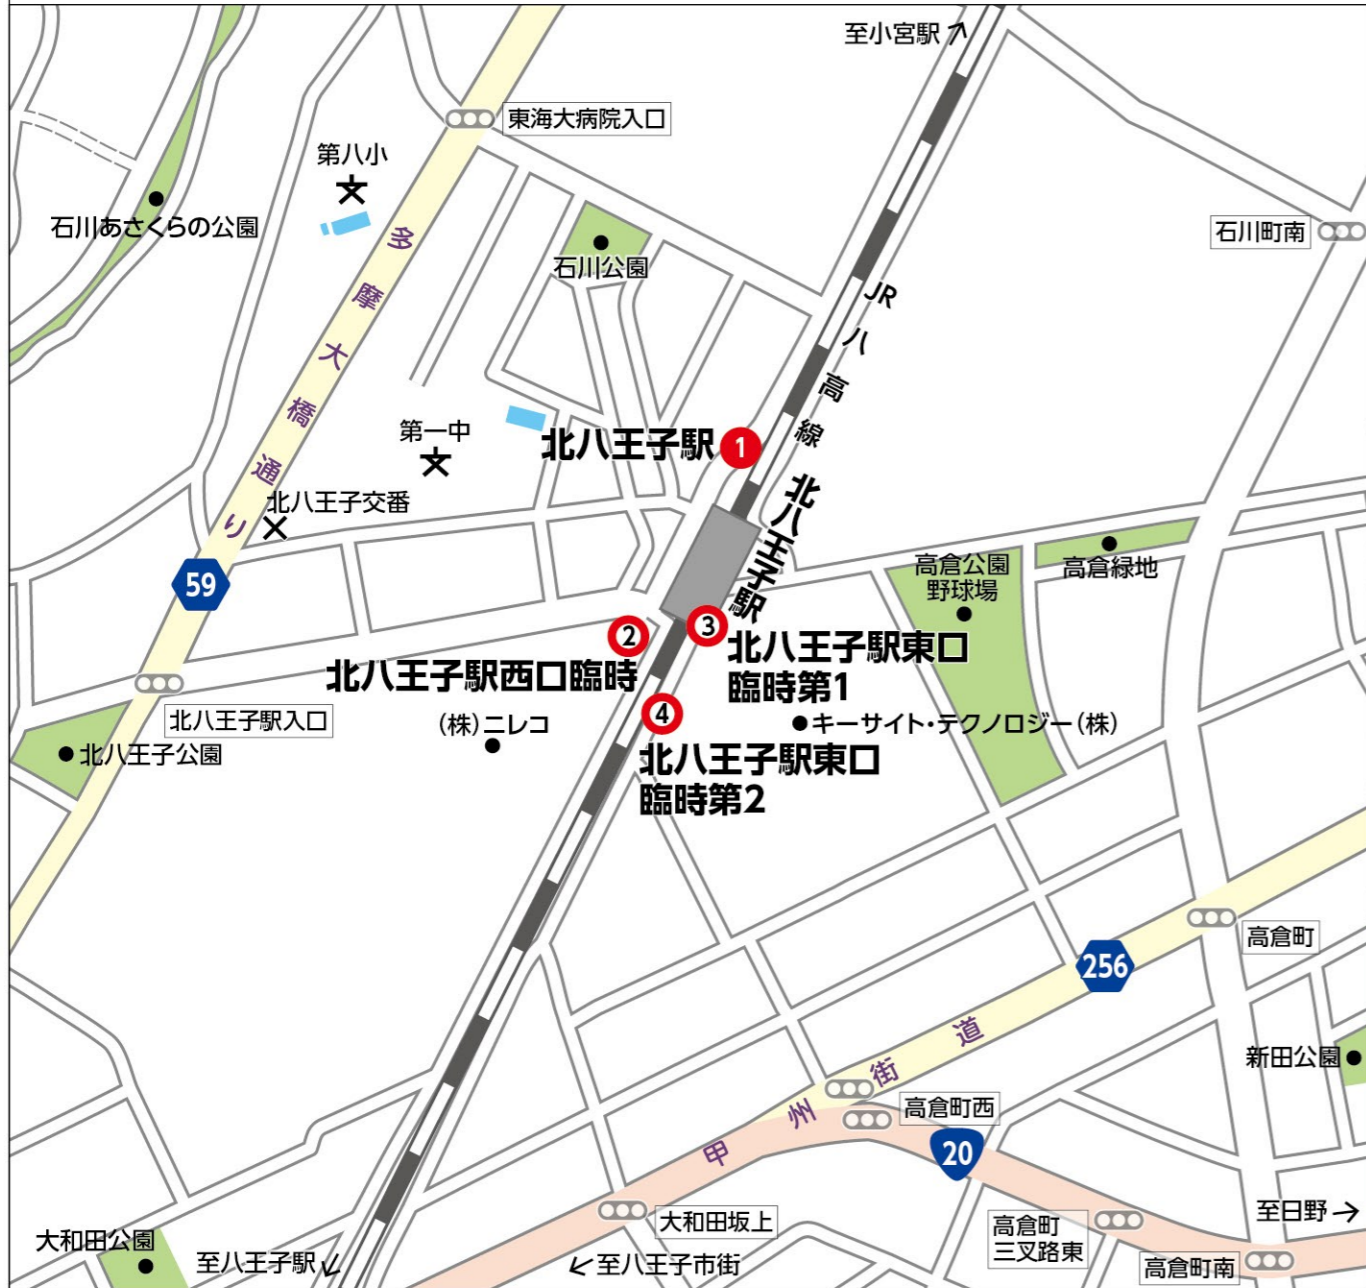 至小宮駅
東海大病院入口
第八小
石川あさくらの公園
石川町南
石川公園
多摩大橋通り
JR八高線
第一中
北八王子駅
1
北八王子駅
北八王子交番
59
高倉公園
野球場
高倉緑地
2
北八王子駅西口臨時
3
北八王子駅東口
臨時第1
北八王子駅入口
(株)ニレコ
4
北八王子駅東口
臨時第2
キーサイト・テクノロジー(株)
北八王子公園
高倉町
256
新田公園
甲州街道
高倉町西
20
大和田坂上
高倉町
三叉路東
至日野
大和田公園
至八王子駅
至八王子市街
高倉町南